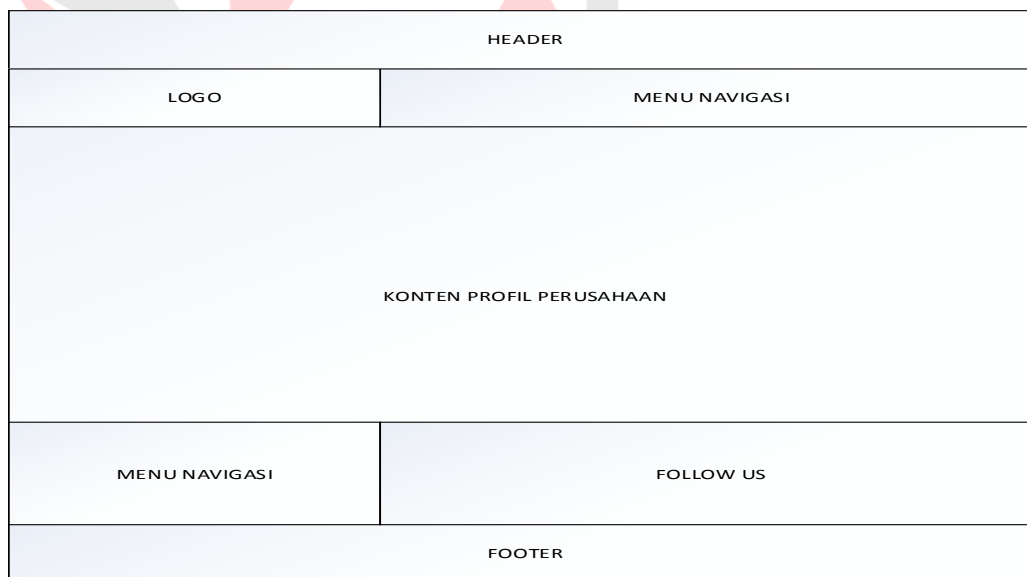 HEADER
LOGO
MENU NAVIGASI
KONTEN PROFIL PERUSAHAAN
MENU NAVIGASI
FOLLOW US
FOOTER